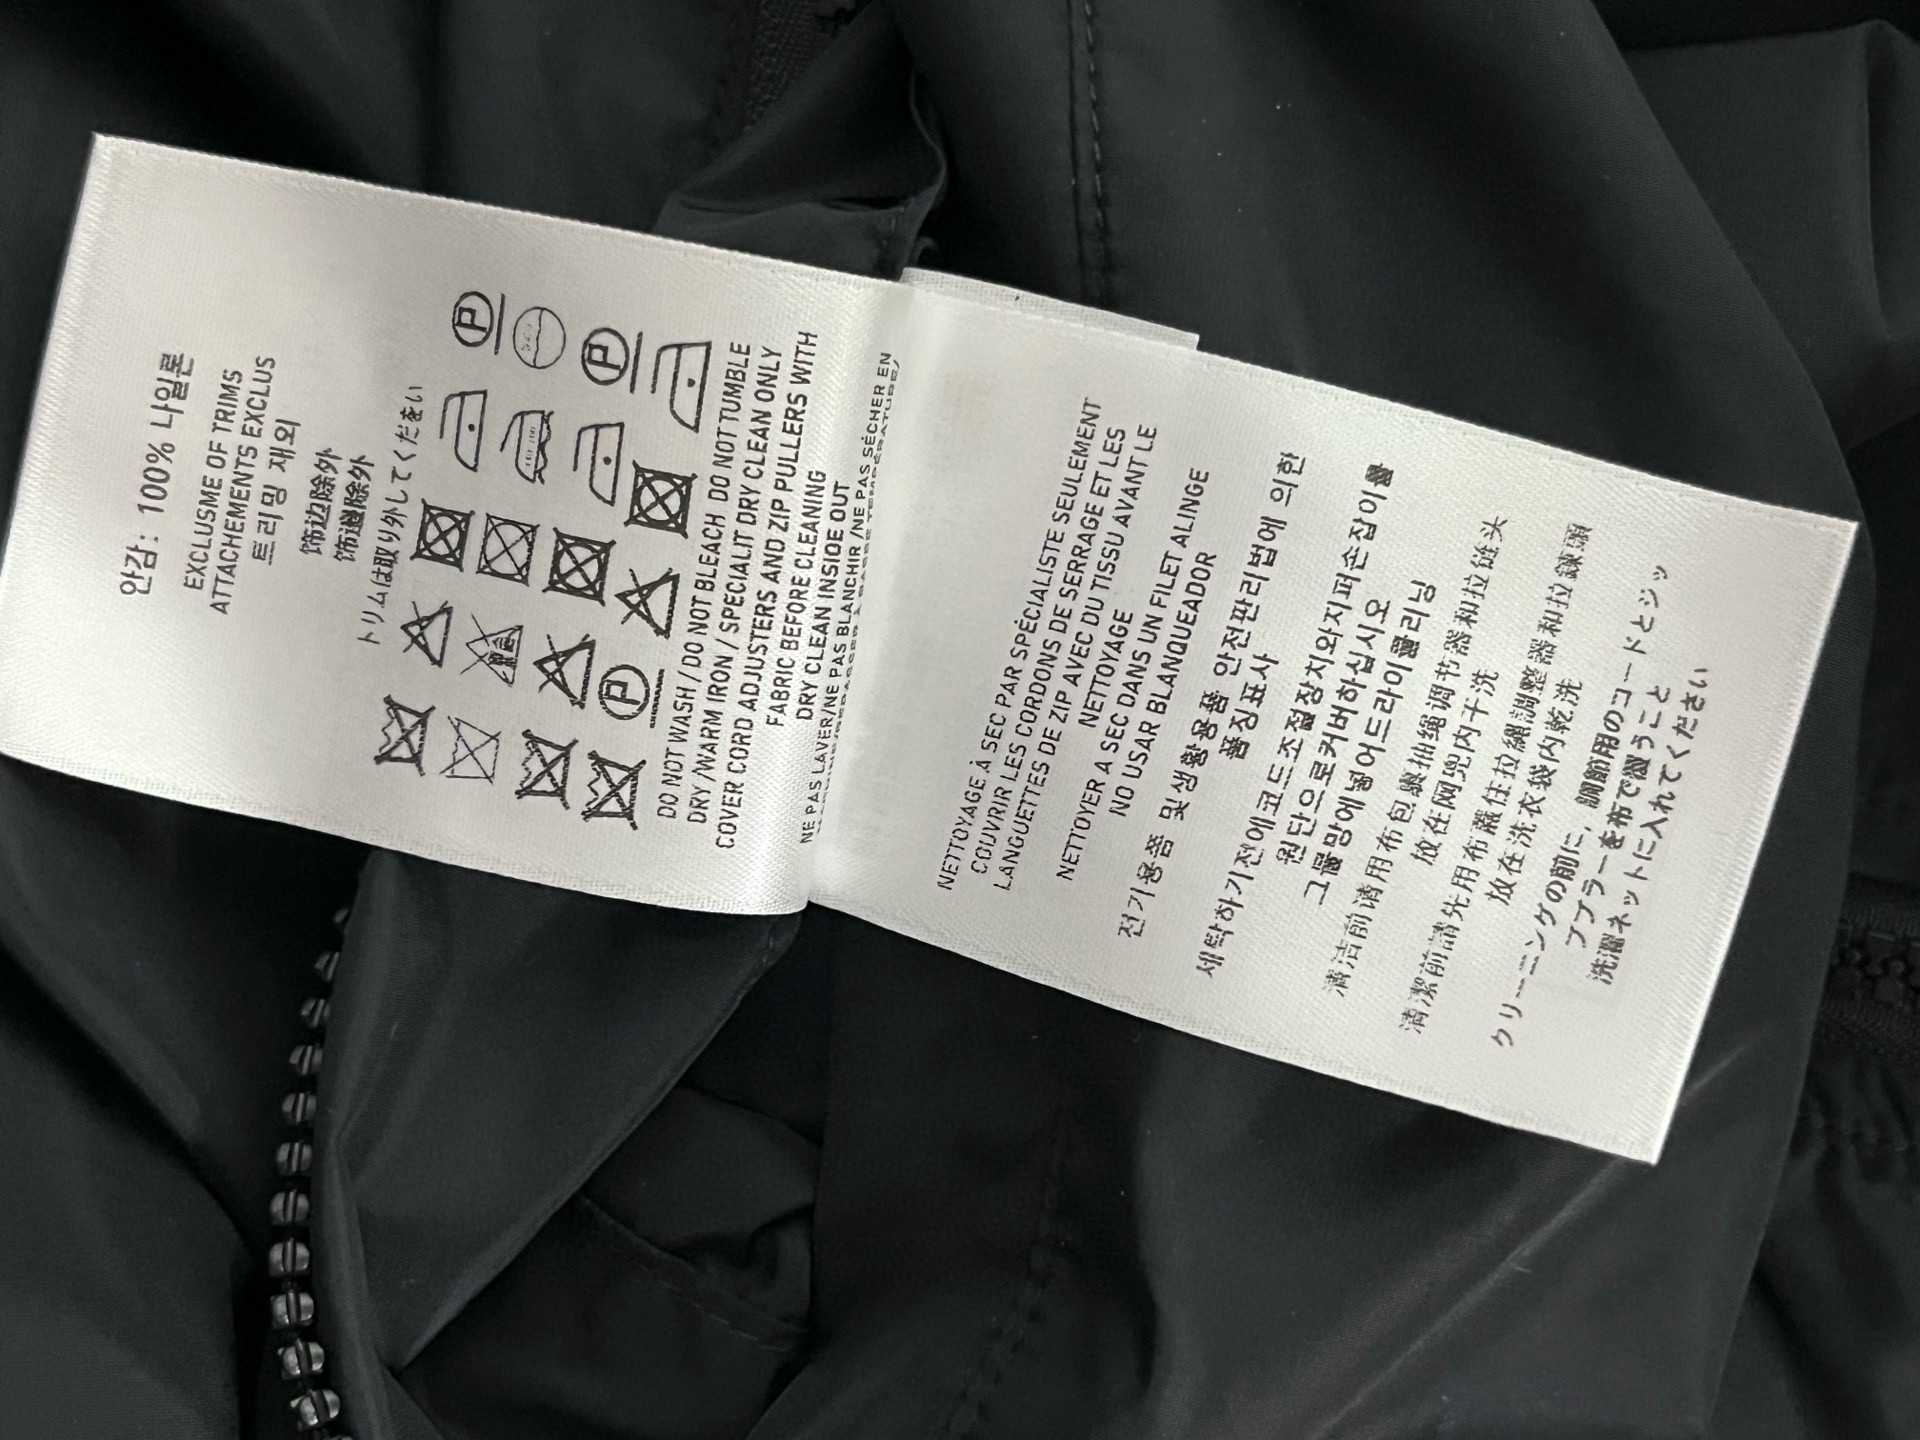 안감: 100% 나일론
EXCLUSME OF TRIMS
ATTACHEMENTS EXCLUS
트리밍 재외
饰边除外
饰邊除外
トリムは取り外してくだをい
P
P
P
DO NOT WASH / DO NOT BLEACH DO NOT TUMBLE
DRY /WARM IRON / SPECIALIT DRY CLEAN ONLY
COVER CORD ADJUSTERS AND ZIP PULLERS WITH
FABRIC BEFORE CLEANING
DRY CLEAN INSIOE OUT
NE PAS LAVER/NE PAS BLANCHIR /NE PAS SÉCHER EN
NETTOYAGE À SEC PAR SPÉCIALISTE SEULEMENT
COUVRIR LES CORDONS DE SERRAGE ET LES
LANGUETTES DE ZIP AVEC DU TISSU AVANT LE
NETTOYAGE
NETTOYER A SEC DANS UN FILET ALINGE
NO USAR BLANQUEADOR
전기용쯤 및생활용품 안전판리법에 의한
품징표사
세탁하기전에코드조절장치와지퍼손잡이를
원단으로커버하십시오
그물망에넣어드라이클리닝
清洁前请用布包裹抽绳调节器和拉链头
放在网兜内干洗
清潔前請先用布藏住拉繩調整器和拉鍊頭
放在洗衣袋内乾洗
クリーニングの前に, 調節用のコードとジッ
ププラーを布で覆うこと
洗濯ネットに入れてください